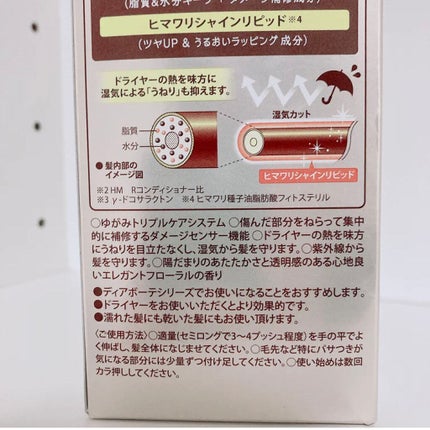 ヒマワリシャインリピッド※4
(ツヤUP & うるおいラッピング成分)
ドライヤーの熱を味方に
湿気による「うねり」も抑えます。
湿気カット
脂質
水分
●髪内部の
イメージ図
ヒマワリシャインリピッド
※2 HM　Rコンディショナー比
※3 γ-ドコサラクトン　※4 ヒマワリ種子油脂肪酸フィトステリル
○ゆがみトリプルケアシステム ○傷んだ部分をねらって集中
的に補修するダメージセンサー機能 ○ドライヤーの熱を味方
にうねりを目立たなくし、湿気から髪を守ります。○紫外線から
髪を守ります。○陽だまりのあたたかさと透明感のある心地良
いエレガントフローラルの香り
●ディアボーテシリーズでお使いになることをおすすめします。
●ドライヤーをお使いいただくとより効果的です。
●濡れた髪にも乾いた髪にもお使い頂けます。
〈ご使用方法〉○適量(セミロングで3〜4プッシュ程度)を手の平でよ
く伸ばし、髪全体になじませてください。○毛先など特にパサつきが
気になる部分には少量ずつ付け足してください。○使い始めは数回
カラ押ししてください。